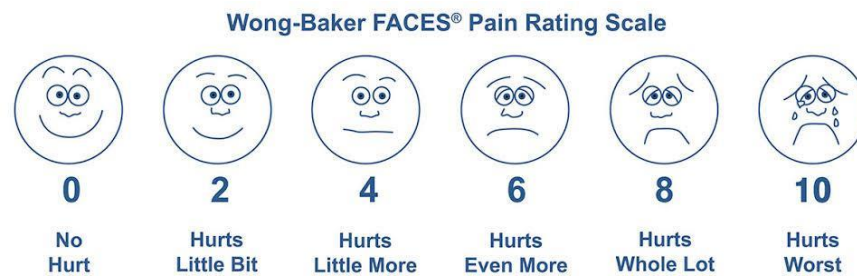 Wong-Baker FACES® Pain Rating Scale
0 2 4 6 8 10
No Hurts Hurts Hurts Hurts Hurts
Hurt Little Bit Little More Even More Whole Lot Worst